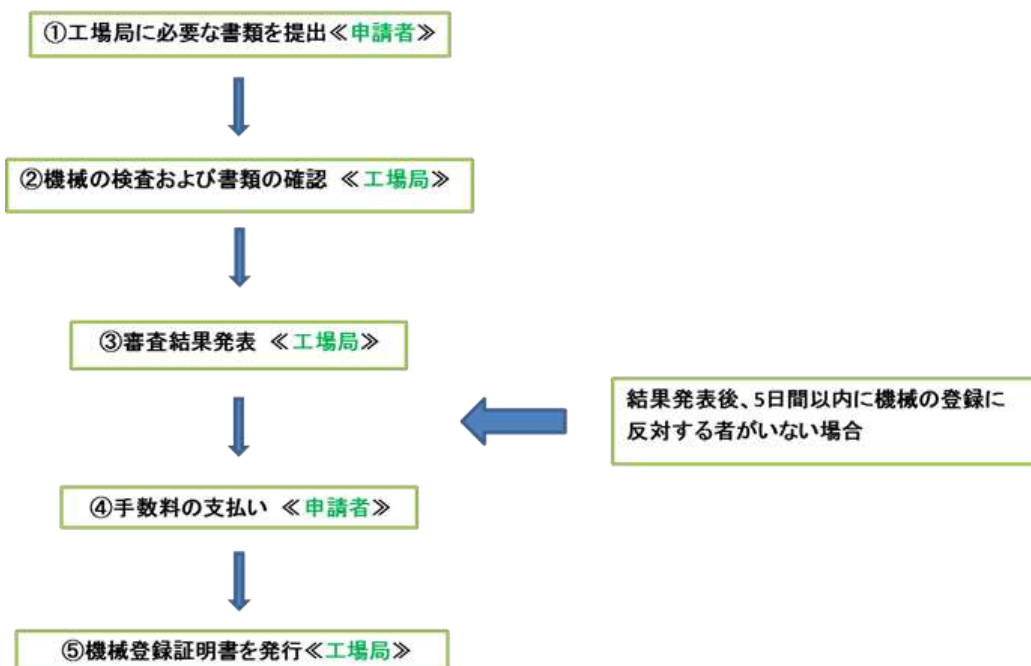 ①工場局に必要な書類を提出≪申請者≫
②機械の検査および書類の確認 ≪工場局≫
③審査結果発表 ≪工場局≫
結果発表後、5日間以内に機械の登録に
反対する者がいない場合
④手数料の支払い ≪申請者≫
⑤機械登録証明書を発行≪工場局≫